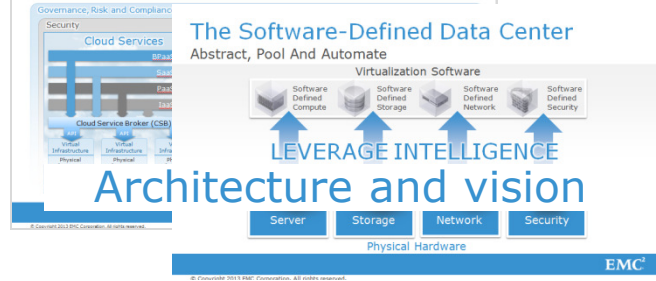 Governance, Risk and Complianc
Security
Cloud Services
BPaa
SaaS
PaaS
IaaS
Cloud Service Broker (CSB)
API API
Virtual Infrastructure
Virtual Infrastructure
Physical Physical
© Copyright 2013 EMC Corporation. All rights reserved.
The Software-Defined Data Center
Abstract, Pool And Automate
Virtualization Software
Software Defined Compute
Software Defined Storage
Software Defined Network
Software Defined Security
LEVERAGE INTELLIGENCE
Architecture and vision
Server Storage Network Security
Physical Hardware
EMC²
© Copyright 2013 EMC Corporation. All rights reserved.